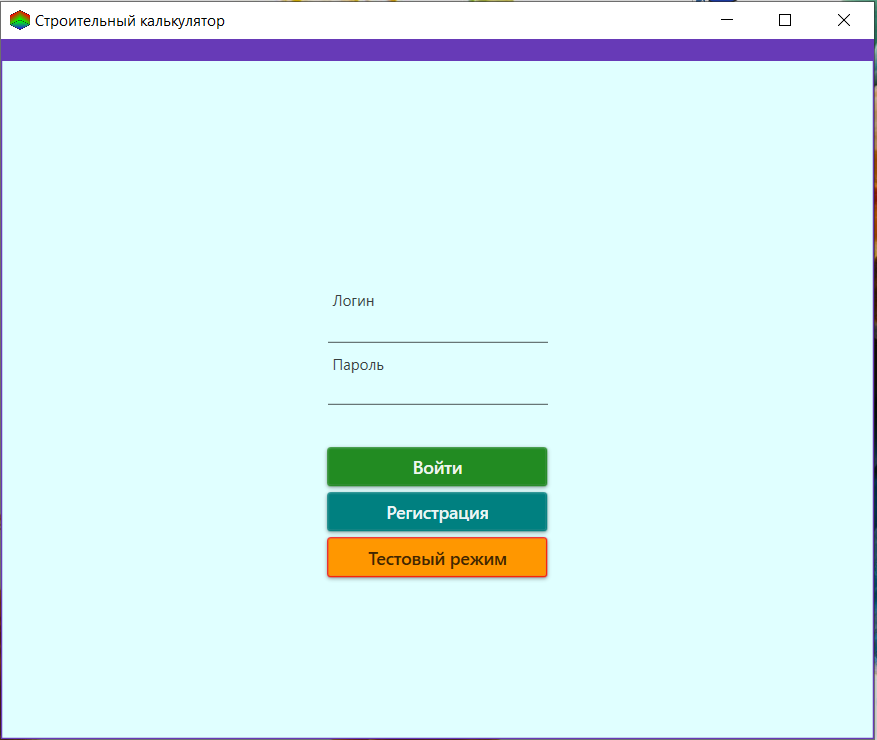 Строительный калькулятор
Логин
Пароль
Войти
Регистрация
Тестовый режим